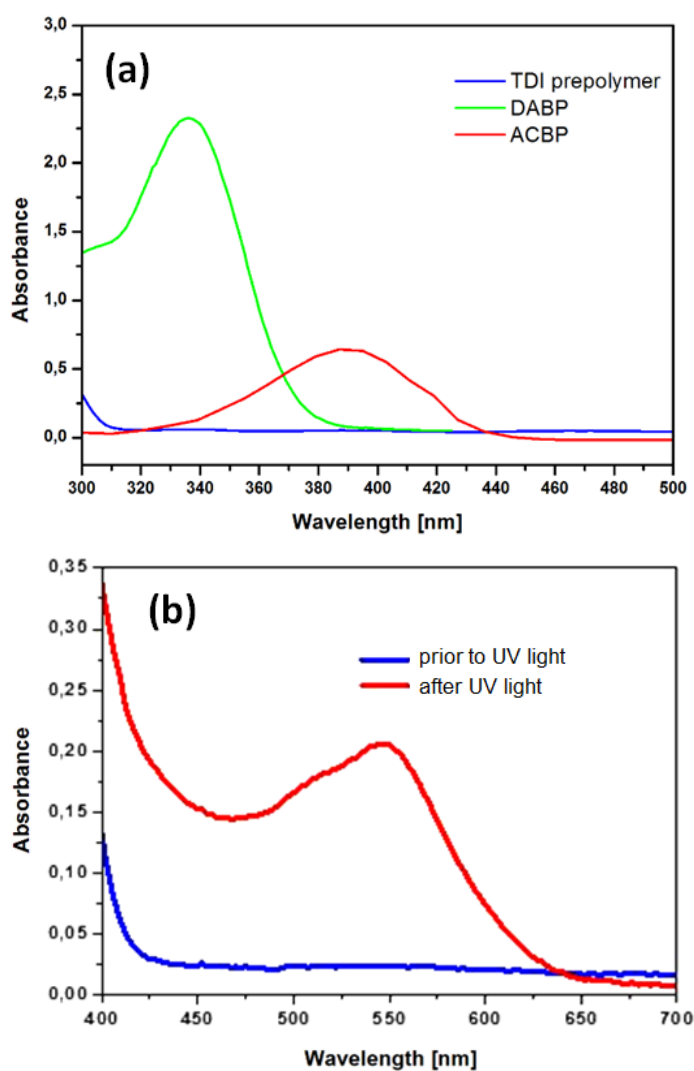 3,0
(a)
TDI prepolymer
2,5
DABP
ACBP
2,0
1,5
1,0
0,5
0,0
Absorbance
300 320 340 360 380 400 420 440 460 480 500
Wavelength [nm]
0,35
(b)
0,30
prior to UV light
after UV light
0,25
0,20
0,15
0,10
0,05
0,00
Absorbance
400 450 500 550 600 650 700
Wavelength [nm]